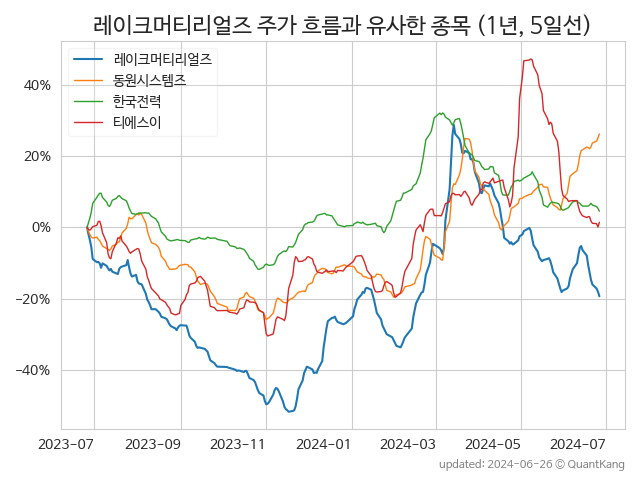 레이크머티리얼즈 주가 흐름과 유사한 종목 (1년, 5일선)
레이크머티리얼즈
동원시스템즈
한국전력
티에스이
40%
20%
0%
−20%
−40%
2023-07 2023-09 2023-11 2024-01 2024-03 2024-05 2024-07
updated: 2024-06-26 © QuantKang